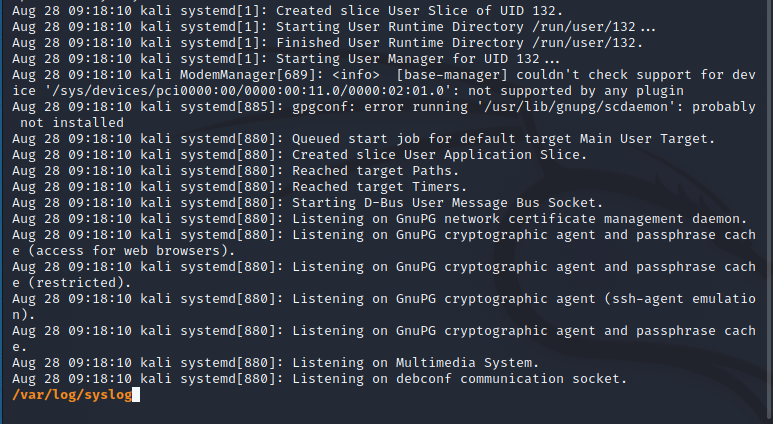 Aug 28 09:18:10 kali systemd[1]: Created slice User Slice of UID 132.
Aug 28 09:18:10 kali systemd[1]: Starting User Runtime Directory /run/user/132...
Aug 28 09:18:10 kali systemd[1]: Finished User Runtime Directory /run/user/132.
Aug 28 09:18:10 kali systemd[1]: Starting User Manager for UID 132...
Aug 28 09:18:10 kali ModemManager[689]: <info>  [base-manager] couldn't check support for dev
ice '/sys/devices/pci0000:00/0000:00:11.0/0000:02:01.0': not supported by any plugin
Aug 28 09:18:10 kali systemd[885]: gpgconf: error running '/usr/lib/gnupg/scdaemon': probably
 not installed
Aug 28 09:18:10 kali systemd[880]: Queued start job for default target Main User Target.
Aug 28 09:18:10 kali systemd[880]: Created slice User Application Slice.
Aug 28 09:18:10 kali systemd[880]: Reached target Paths.
Aug 28 09:18:10 kali systemd[880]: Reached target Timers.
Aug 28 09:18:10 kali systemd[880]: Starting D-Bus User Message Bus Socket.
Aug 28 09:18:10 kali systemd[880]: Listening on GnuPG network certificate management daemon.
Aug 28 09:18:10 kali systemd[880]: Listening on GnuPG cryptographic agent and passphrase cach
e (access for web browsers).
Aug 28 09:18:10 kali systemd[880]: Listening on GnuPG cryptographic agent and passphrase cach
e (restricted).
Aug 28 09:18:10 kali systemd[880]: Listening on GnuPG cryptographic agent (ssh-agent emulatio
n).
Aug 28 09:18:10 kali systemd[880]: Listening on GnuPG cryptographic agent and passphrase cach
e.
Aug 28 09:18:10 kali systemd[880]: Listening on Multimedia System.
Aug 28 09:18:10 kali systemd[880]: Listening on debconf communication socket.
/var/log/syslog